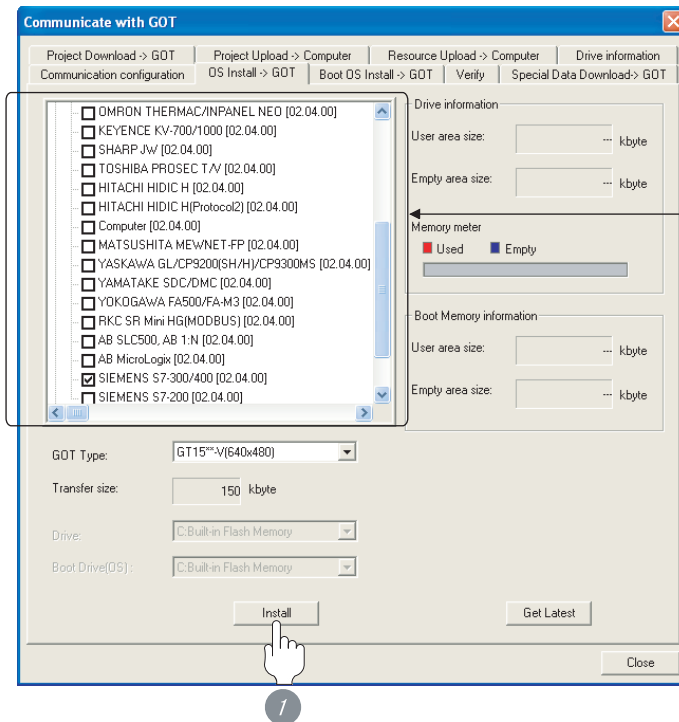 Communicate with GOT
Project Download -> GOT
Project Upload -> Computer
Resource Upload -> Computer
Drive information
Communication configuration
OS Install -> GOT
Boot OS Install -> GOT
Verify
Special Data Download-> GOT
OMRON THERMAC/INPANEL NEO [02.04.00]
KEYENCE KV-700/1000 [02.04.00]
SHARP JW [02.04.00]
TOSHIBA PROSEC T/V [02.04.00]
HITACHI HIDIC H [02.04.00]
HITACHI HIDIC H(Protocol2) [02.04.00]
Computer [02.04.00]
MATSUSHITA MEWNET-FP [02.04.00]
YASKAWA GL/CP9200(SH/H)/CP9300MS [02.04.00]
YAMATAKE SDC/DMC [02.04.00]
YOKOGAWA FA500/FA-M3 [02.04.00]
RKC SR Mini HG(MODBUS) [02.04.00]
AB SLC500, AB 1:N [02.04.00]
AB MicroLogix [02.04.00]
SIEMENS S7-300/400 [02.04.00]
SIEMENS S7-200 [02.04.00]
Drive information
User area size: --- kbyte
Empty area size: --- kbyte
Memory meter
Used Empty
Boot Memory information
User area size: --- kbyte
Empty area size: --- kbyte
GOT Type: GT15**-V(640x480)
Transfer size: 150 kbyte
Drive: C:Built-in Flash Memory
Boot Drive(OS) : C:Built-in Flash Memory
Install
Get Latest
Close
1